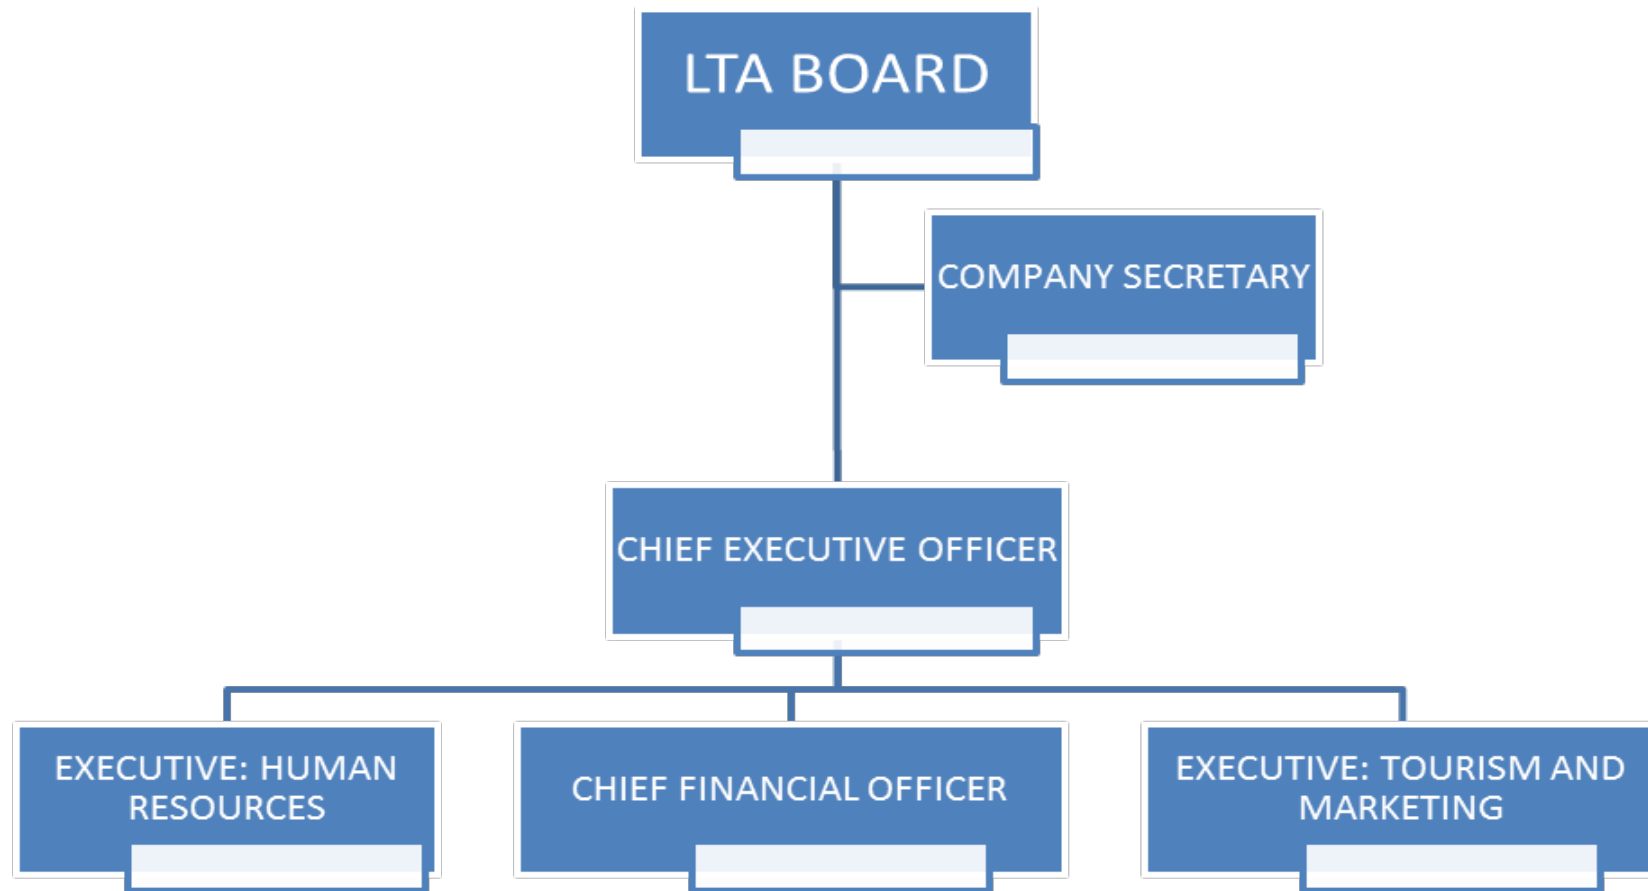 LTA BOARD
COMPANY SECRETARY
CHIEF EXECUTIVE OFFICER
EXECUTIVE: HUMAN
RESOURCES
CHIEF FINANCIAL OFFICER
EXECUTIVE: TOURISM AND
MARKETING